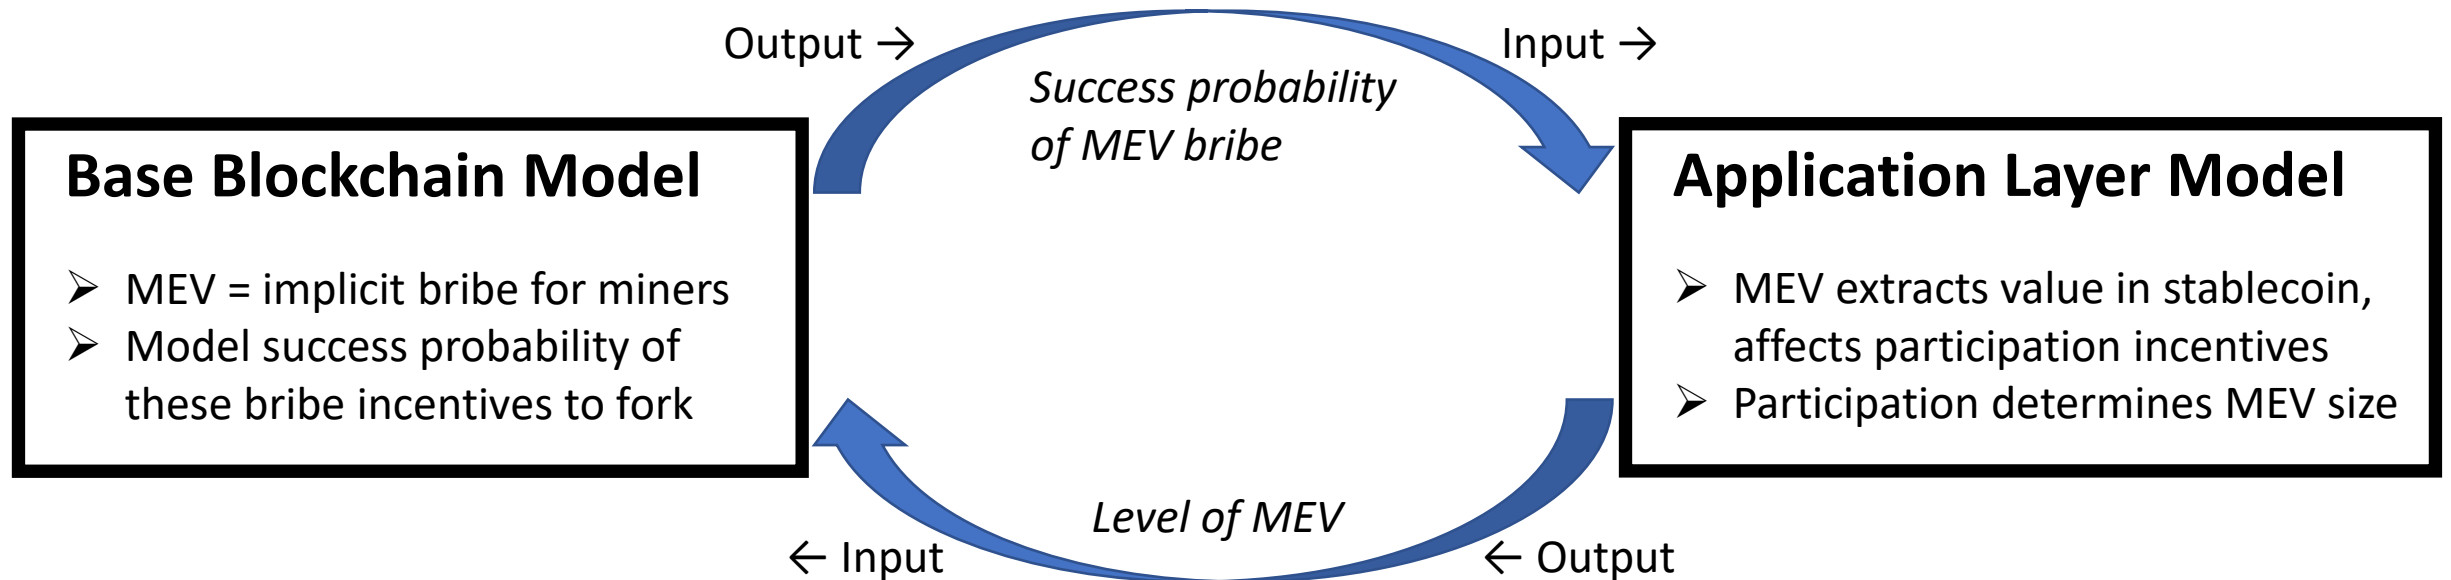 Output →
Input →
Success probability
of MEV bribe
Base Blockchain Model
➢ MEV = implicit bribe for miners
➢ Model success probability of
these bribe incentives to fork
Application Layer Model
➢ MEV extracts value in stablecoin,
affects participation incentives
➢ Participation determines MEV size
Level of MEV
← Input
← Output